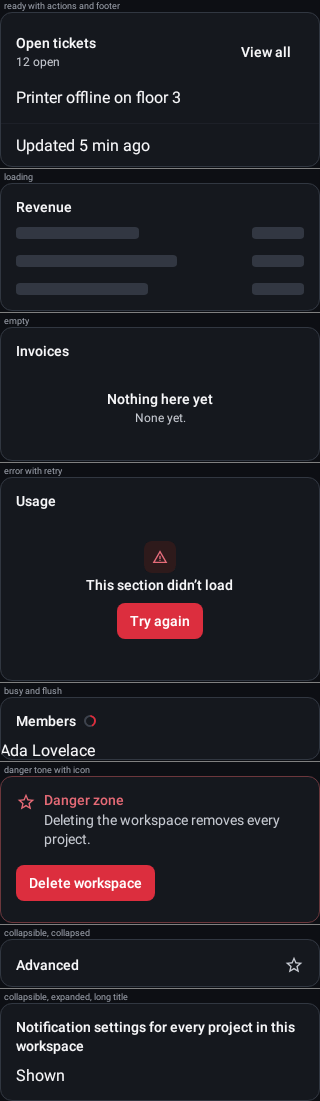 ready with actions and footer
Open tickets
12 open
View all
Printer offline on floor 3
Updated 5 min ago
loading
Revenue
empty
Invoices
Nothing here yet
None yet.
error with retry
Usage
This section didn’t load
Try again
busy and flush
Members
Ada Lovelace
danger tone with icon
Danger zone
Deleting the workspace removes every
project.
Delete workspace
collapsible, collapsed
Advanced
collapsible, expanded, long title
Notification settings for every project in this
workspace
Shown